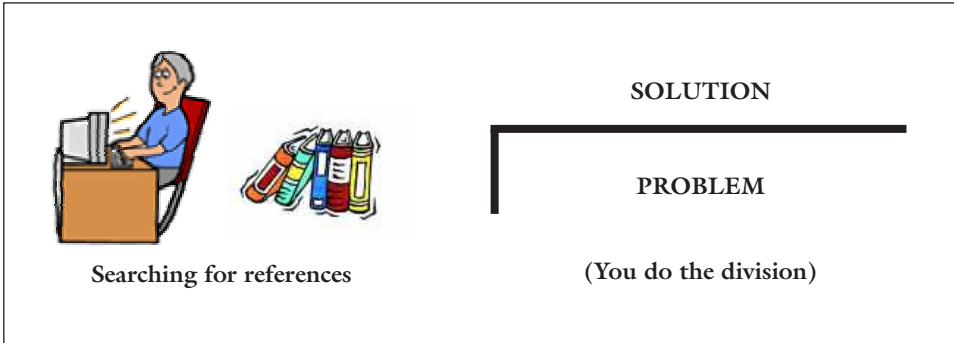 Searching for references
SOLUTION
PROBLEM
(You do the division)